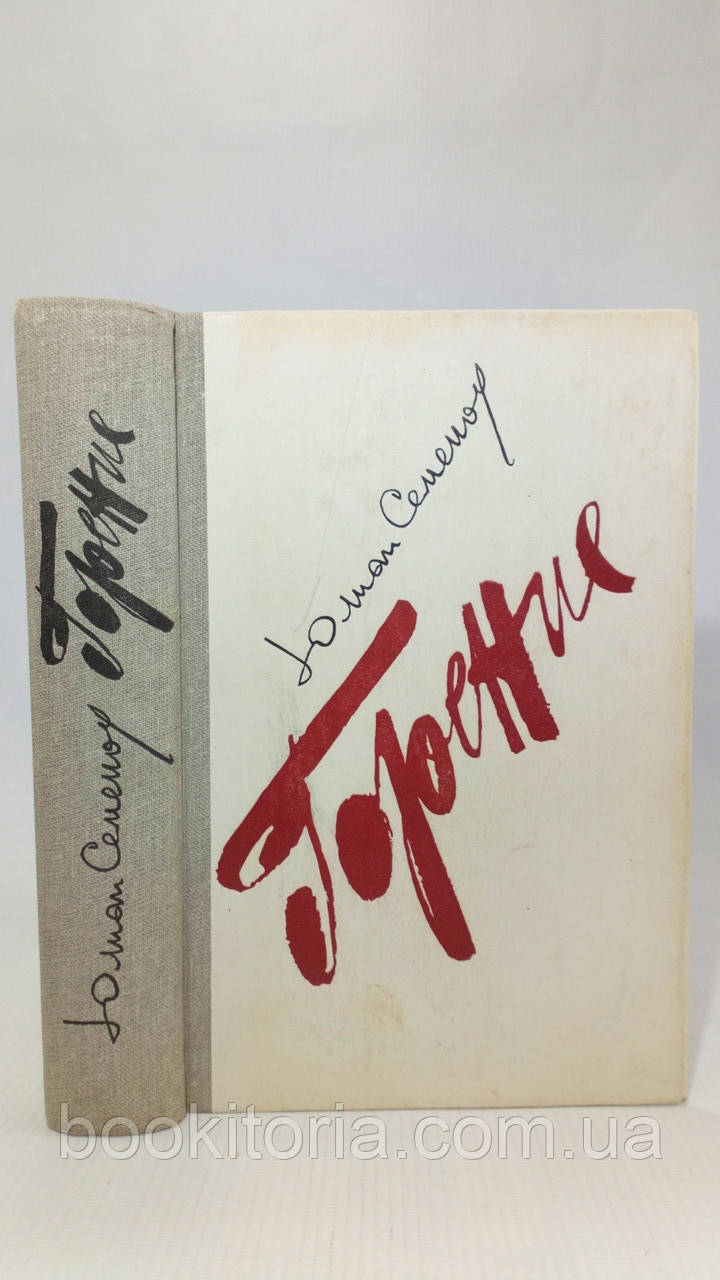 Юлиан Семенов
Горение
Юлиан Семенов
Горение
bookitoria.com.ua